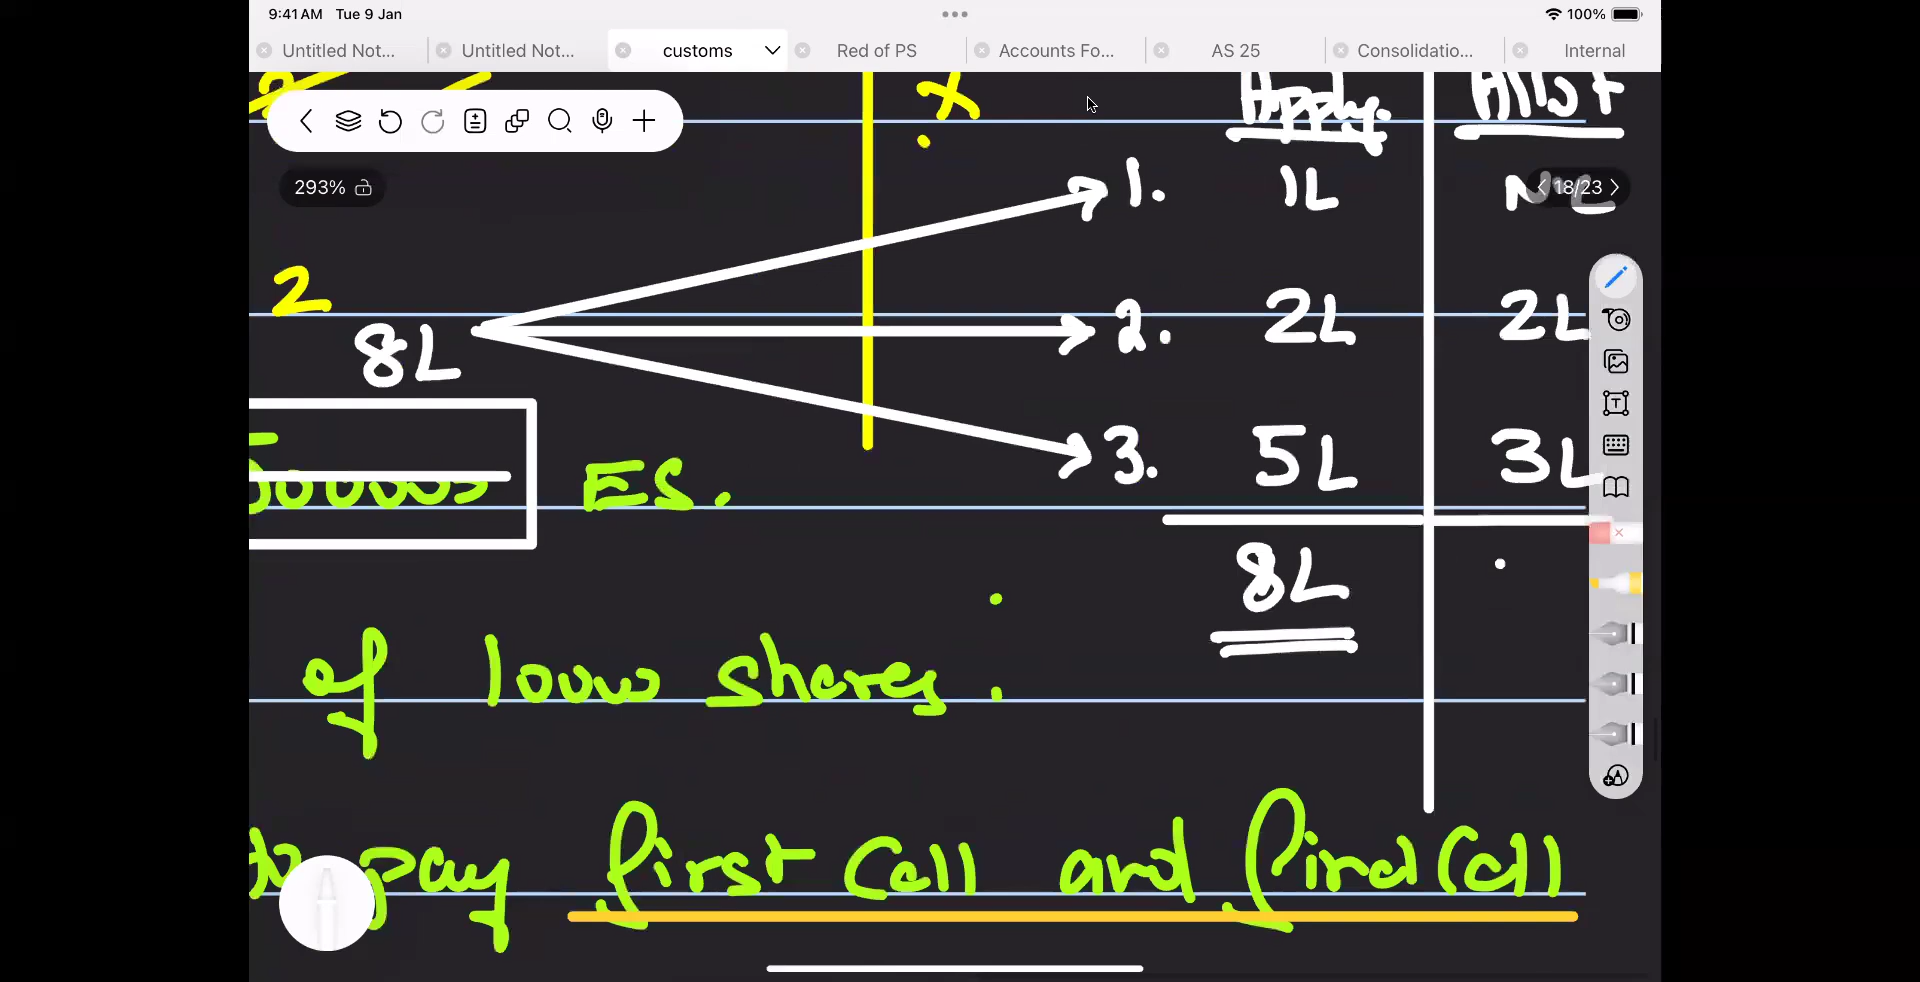 9:41 AM Tue 9 Jan 100%
Untitled Not... Untitled Not... customs Red of PS Accounts Fo... AS 25 Consolidatio... Internal
Apply. Allot
293% 18/23
1. 1L
2
8L 2. 2L 2L
3. 5L 3L
ES.
8L
of 10000 shares.
pay first Call and final Call